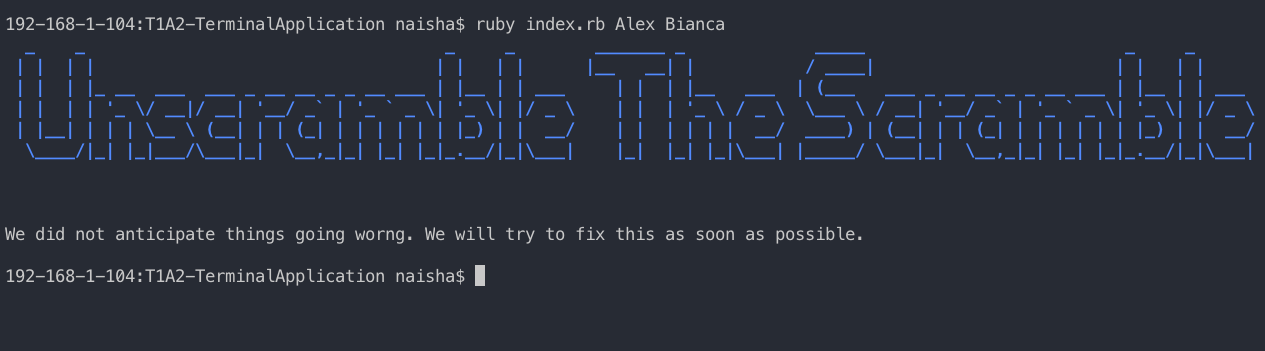 192-168-1-104:T1A2-TerminalApplication naisha$ ruby index.rb Alex Bianca
Unscramble The Scramble
We did not anticipate things going worng. We will try to fix this as soon as possible.
192-168-1-104:T1A2-TerminalApplication naisha$